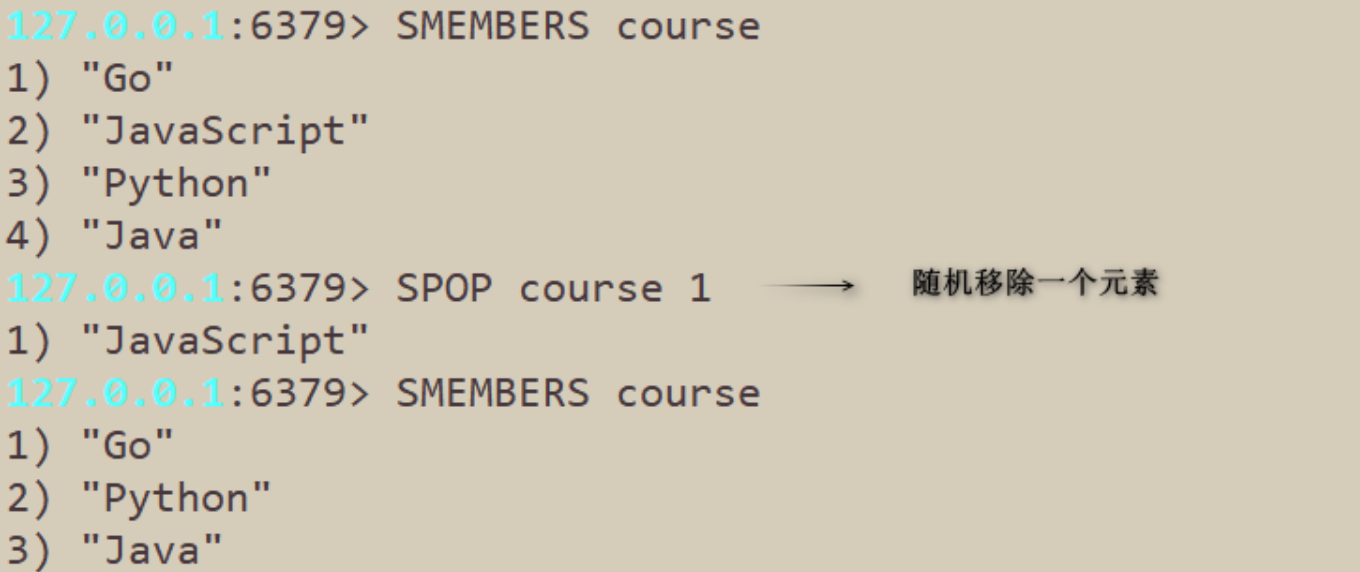 127.0.0.1:6379> SMEMBERS course
1) "Go"
2) "JavaScript"
3) "Python"
4) "Java"
127.0.0.1:6379> SPOP course 1 → 随机移除一个元素
1) "JavaScript"
127.0.0.1:6379> SMEMBERS course
1) "Go"
2) "Python"
3) "Java"